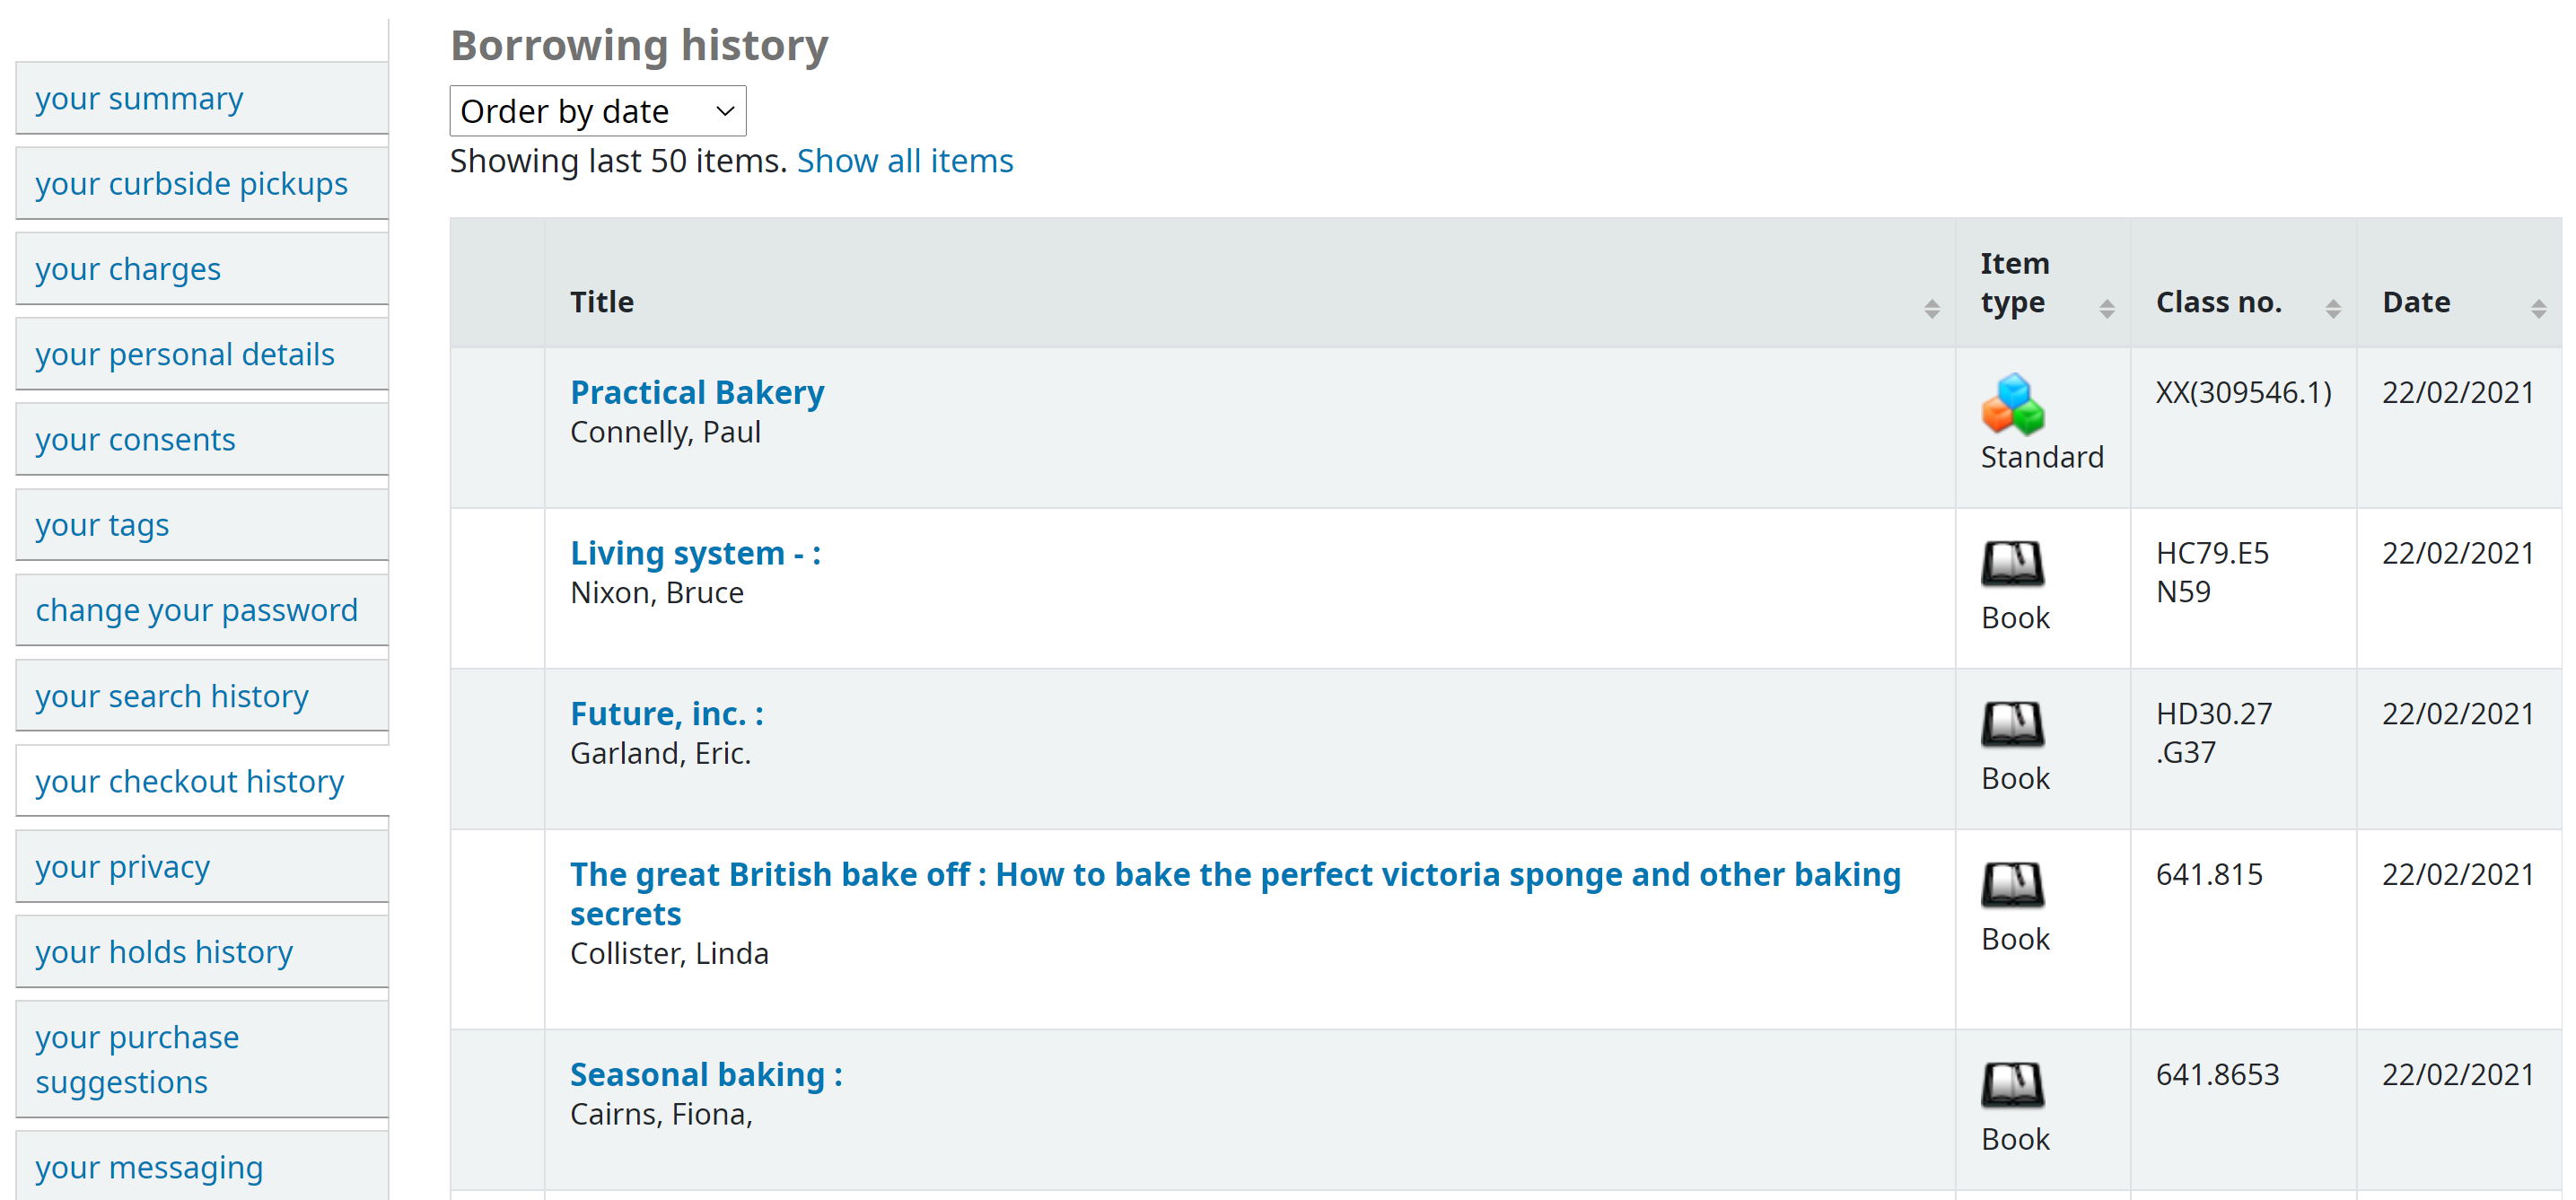 your summary
your curbside pickups
your charges
your personal details
your consents
your tags
change your password
your search history
your checkout history
your privacy
your holds history
your purchase
suggestions
your messaging
Borrowing history
Order by date
Showing last 50 items. Show all items
Title
Item
type
Class no.
Date
Practical Bakery
Connelly, Paul
Standard
XX(309546.1)
22/02/2021
Living system - :
Nixon, Bruce
Book
HC79.E5
N59
22/02/2021
Future, inc. :
Garland, Eric.
Book
HD30.27
.G37
22/02/2021
The great British bake off : How to bake the perfect victoria sponge and other baking
secrets
Collister, Linda
Book
641.815
22/02/2021
Seasonal baking :
Cairns, Fiona,
Book
641.8653
22/02/2021